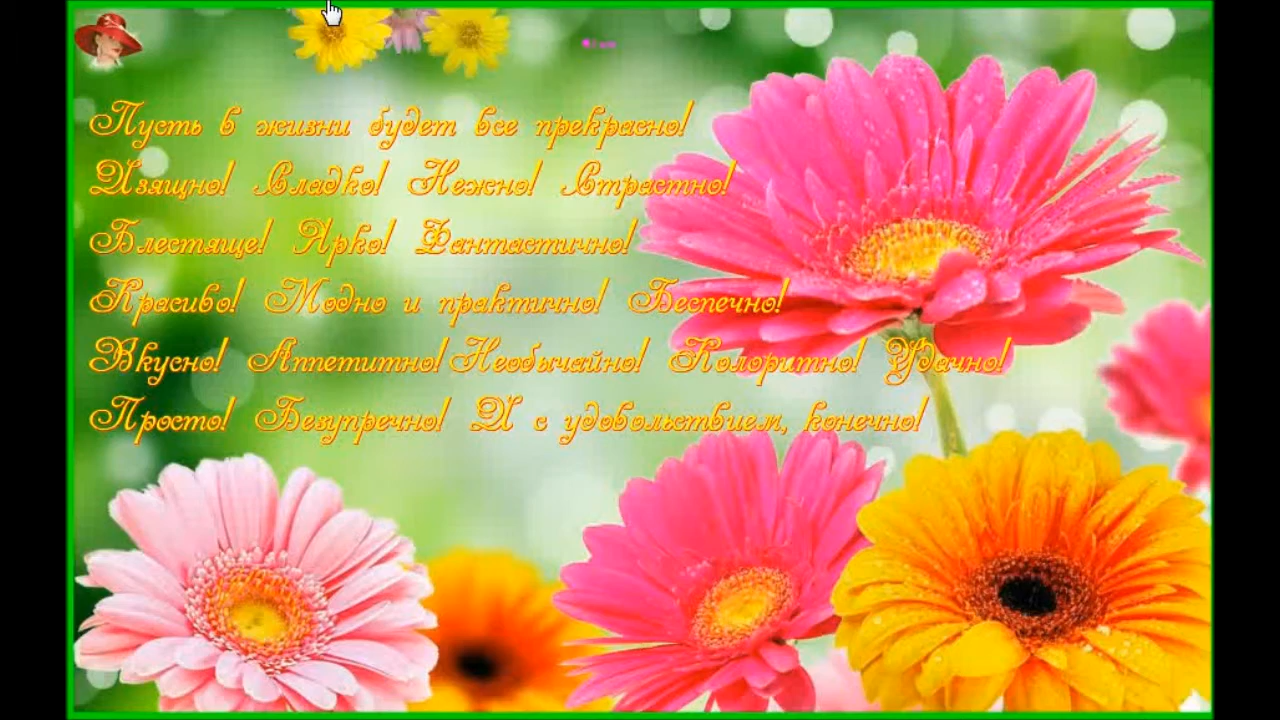 Пусть в жизни будет все прекрасно!
Изящно! Сладко! Нежно! Страстно!
Блестяще! Ярко! Фантастично!
Красиво! Модно и практично! Беспечно!
Вкусно! Аппетитно! Необычайно! Колоритно! Удачно!
Просто! Безупречно! И с удовольствием, конечно!